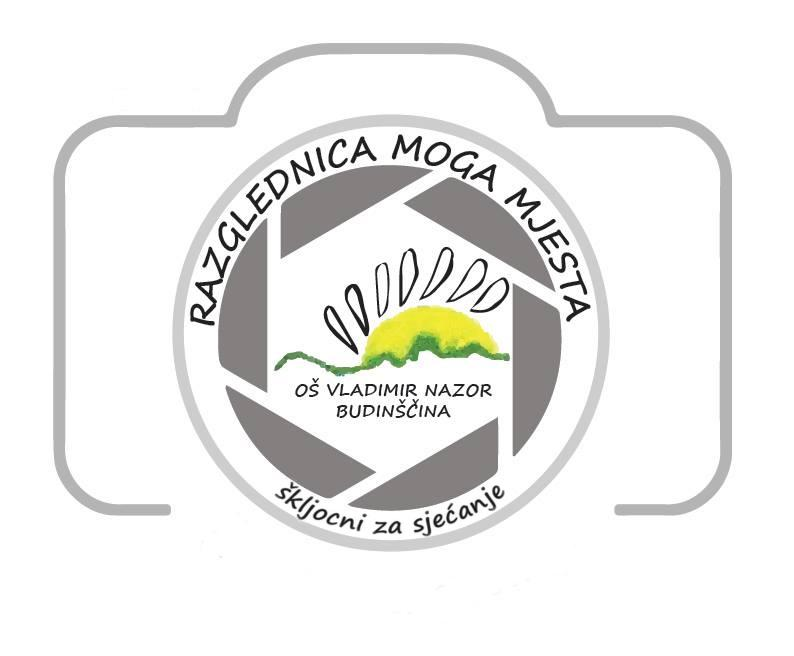 RAZGLEDNICA MOGA MJESTA
OŠ VLADIMIR NAZOR
BUDINŠČINA
škljocni za sjećanje